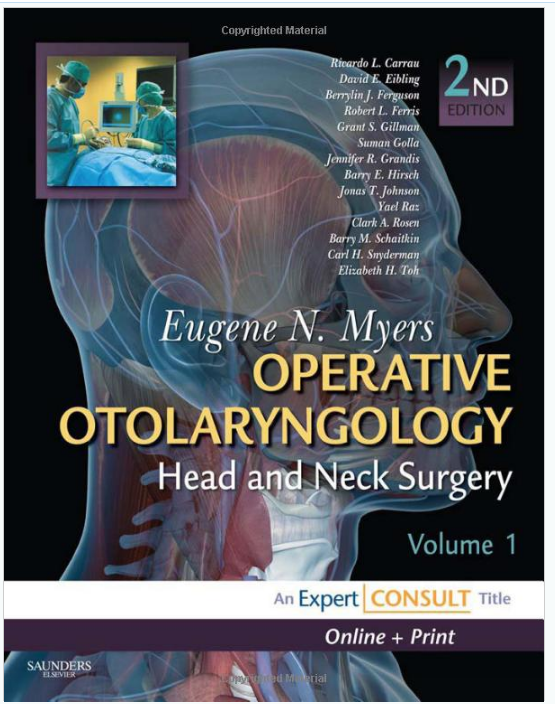 Copyrighted Material
Ricardo L. Carrau
David E. Eibling
Berrylin J. Ferguson
Robert L. Ferris
Grant S. Gillman
Suman Golla
Jennifer R. Grandis
Barry E. Hirsch
Jonas T. Johnson
Yael Raz
Clark A. Rosen
Barry M. Schaitkin
Carl H. Snyderman
Elizabeth H. Toh
2ND
EDITION
Eugene N. Myers
OPERATIVE
OTOLARYNGOLOGY
Head and Neck Surgery
Volume 1
An Expert CONSULT Title
Online + Print
SAUNDERS
ELSEVIER
Copyrighted Material